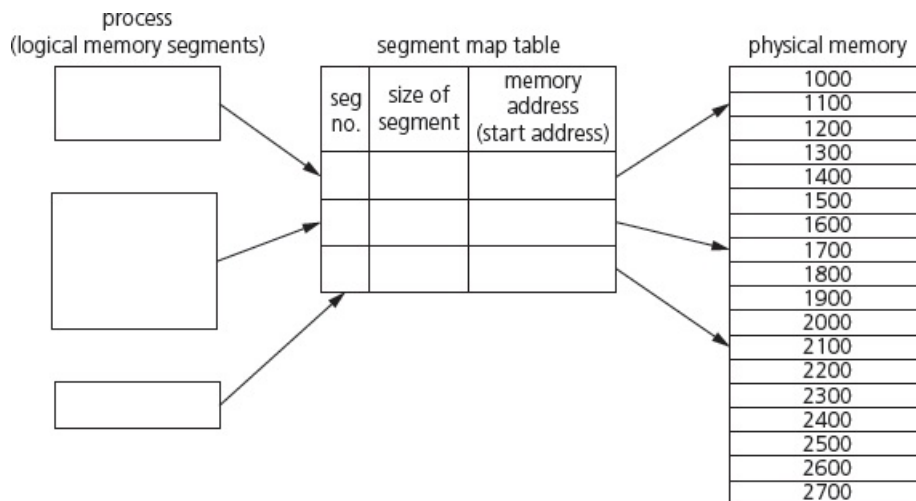 process
(logical memory segments)
segment map table
physical memory
seg
no.
size of
segment
memory
address
(start address)
1000
1100
1200
1300
1400
1500
1600
1700
1800
1900
2000
2100
2200
2300
2400
2500
2600
2700